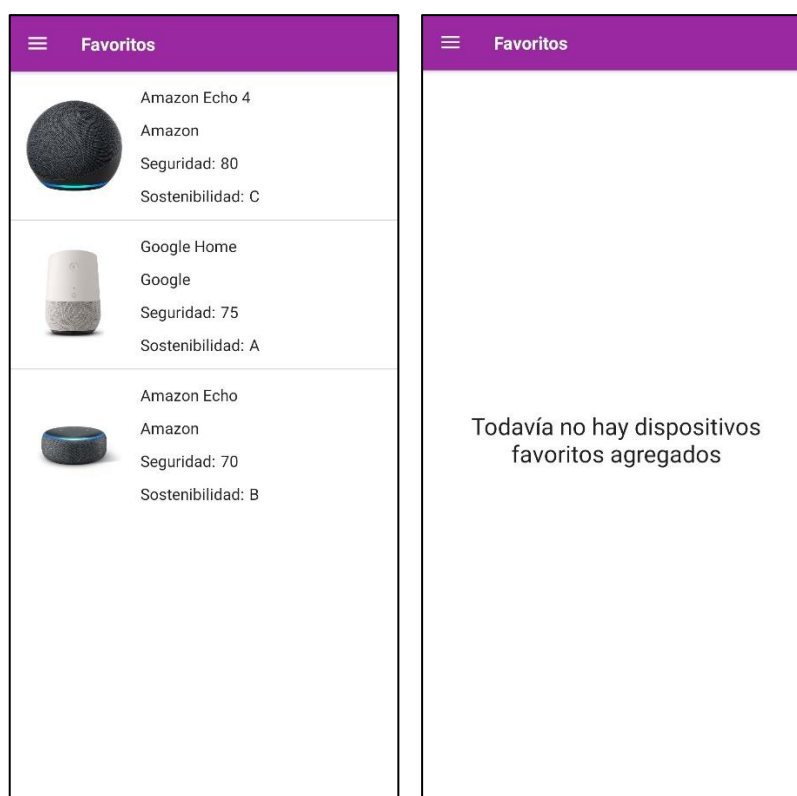 Favoritos
Amazon Echo 4
Amazon
Seguridad: 80
Sostenibilidad: C
Google Home
Google
Seguridad: 75
Sostenibilidad: A
Amazon Echo
Amazon
Seguridad: 70
Sostenibilidad: B
Favoritos
Todavía no hay dispositivos
favoritos agregados